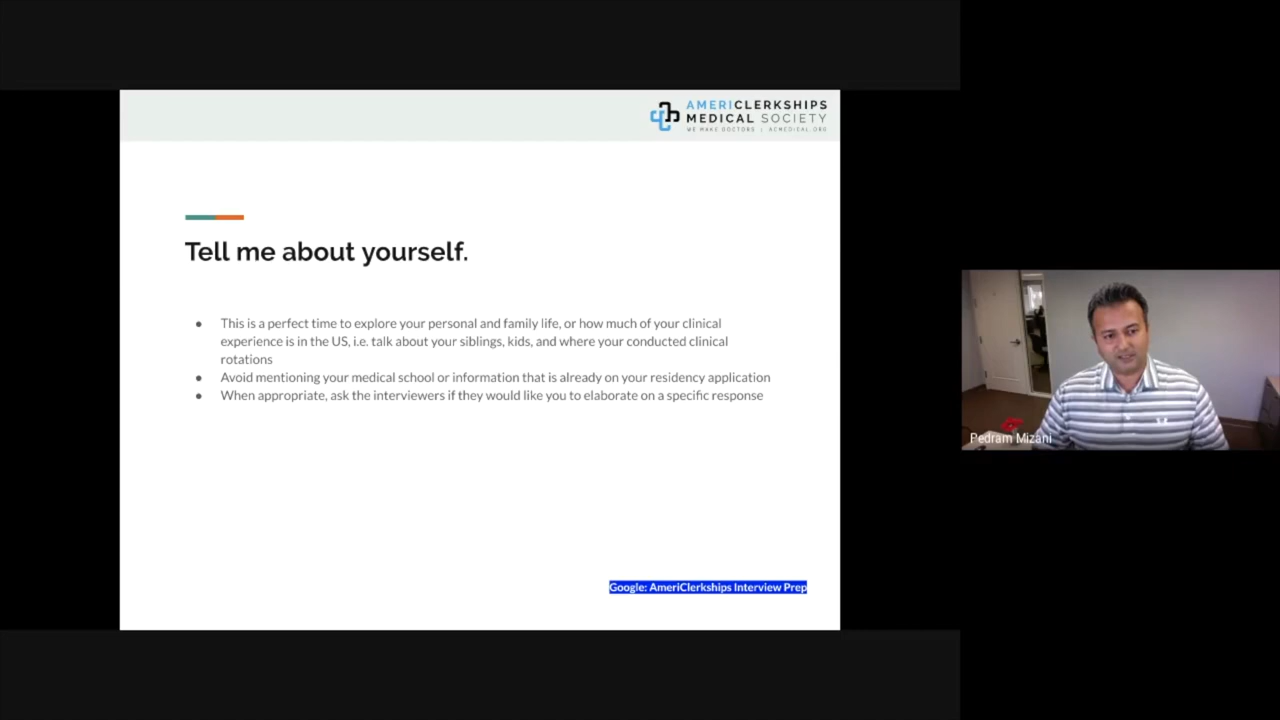 AMERICLERKSHIPS
MEDICAL SOCIETY
WE MAKE DOCTORS | ACMEDICAL.ORG
Tell me about yourself.
● This is a perfect time to explore your personal and family life, or how much of your clinical
experience is in the US, i.e. talk about your siblings, kids, and where your conducted clinical
rotations
● Avoid mentioning your medical school or information that is already on your residency application
● When appropriate, ask the interviewers if they would like you to elaborate on a specific response
Pedram Mizani
Google: AmeriClerkships Interview Prep